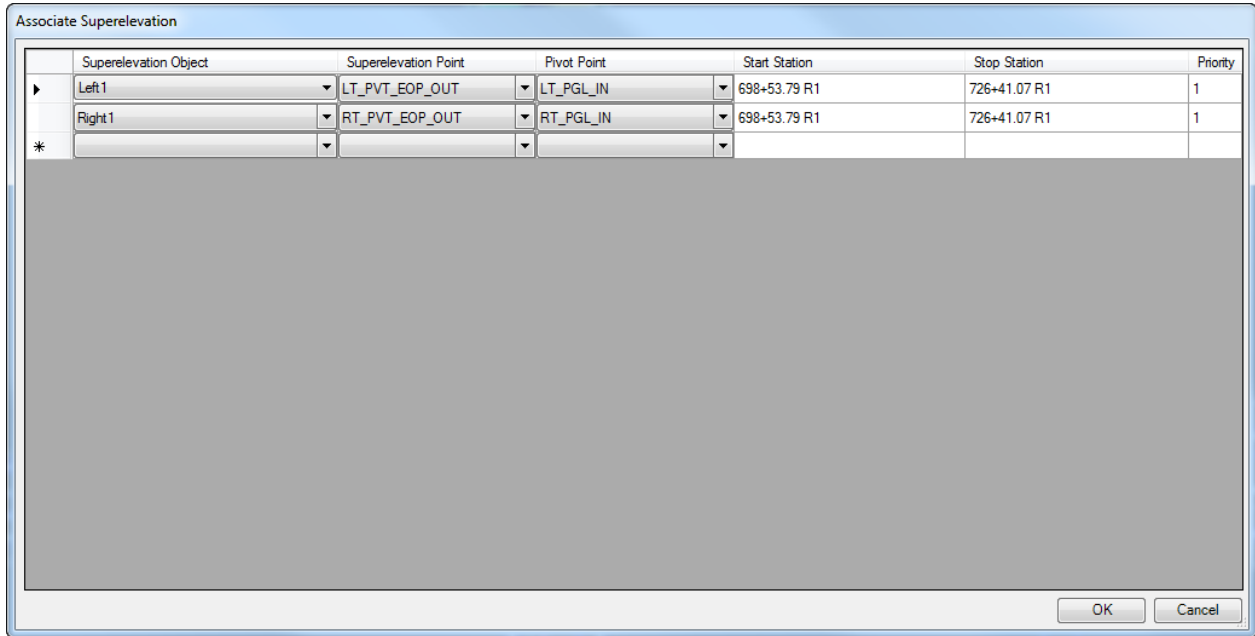 Associate Superelevation
Superelevation Object Superelevation Point Pivot Point Start Station Stop Station Priority
Left1 LT_PVT_EOP_OUT LT_PGL_IN 698+53.79 R1 726+41.07 R1 1
Right1 RT_PVT_EOP_OUT RT_PGL_IN 698+53.79 R1 726+41.07 R1 1
OK Cancel